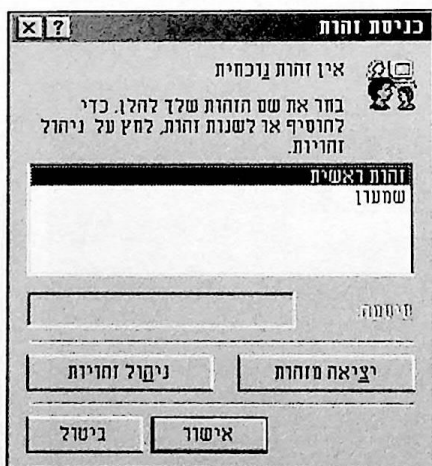 כניסת זהות
אין זהות נוכחית
בחר את שם הזהות שלך להלן. כדי
להוסיף או לשנות זהות, לחץ על ניהול
זהויות.
זהות ראשית
שמעון
סיסמה:
יציאה מזהות
ניהול זהויות
אישור
ביטול